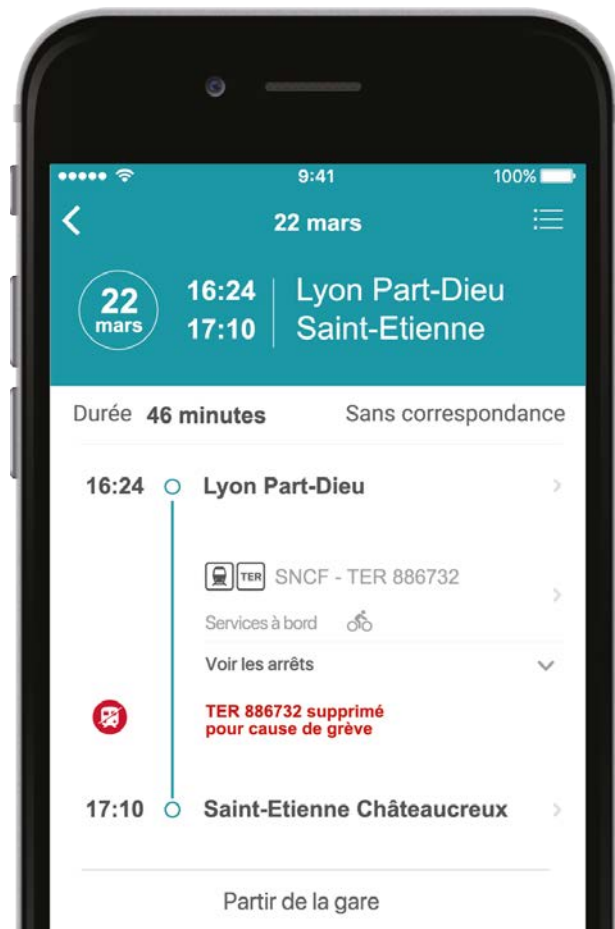 9:41 100%
22 mars
22
mars
16:24 Lyon Part-Dieu
17:10 Saint-Etienne
Durée 46 minutes Sans correspondance
16:24 Lyon Part-Dieu
TER SNCF - TER 886732
Services à bord
Voir les arrêts
TER 886732 supprimé
pour cause de grève
17:10 Saint-Etienne Châteaucreux
Partir de la gare